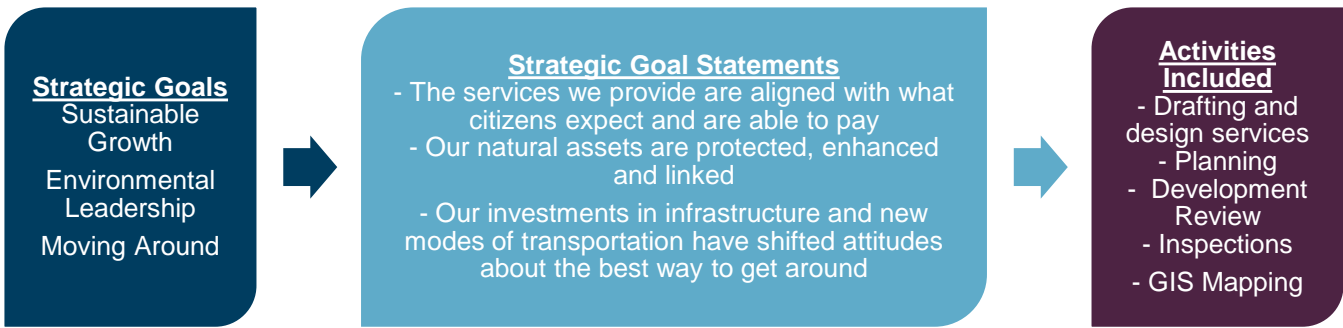 Strategic Goals
Sustainable
Growth
Environmental
Leadership
Moving Around
Strategic Goal Statements
- The services we provide are aligned with what
citizens expect and are able to pay
- Our natural assets are protected, enhanced
and linked
- Our investments in infrastructure and new
modes of transportation have shifted attitudes
about the best way to get around
Activities
Included
- Drafting and
design services
- Planning
- Development
Review
- Inspections
- GIS Mapping